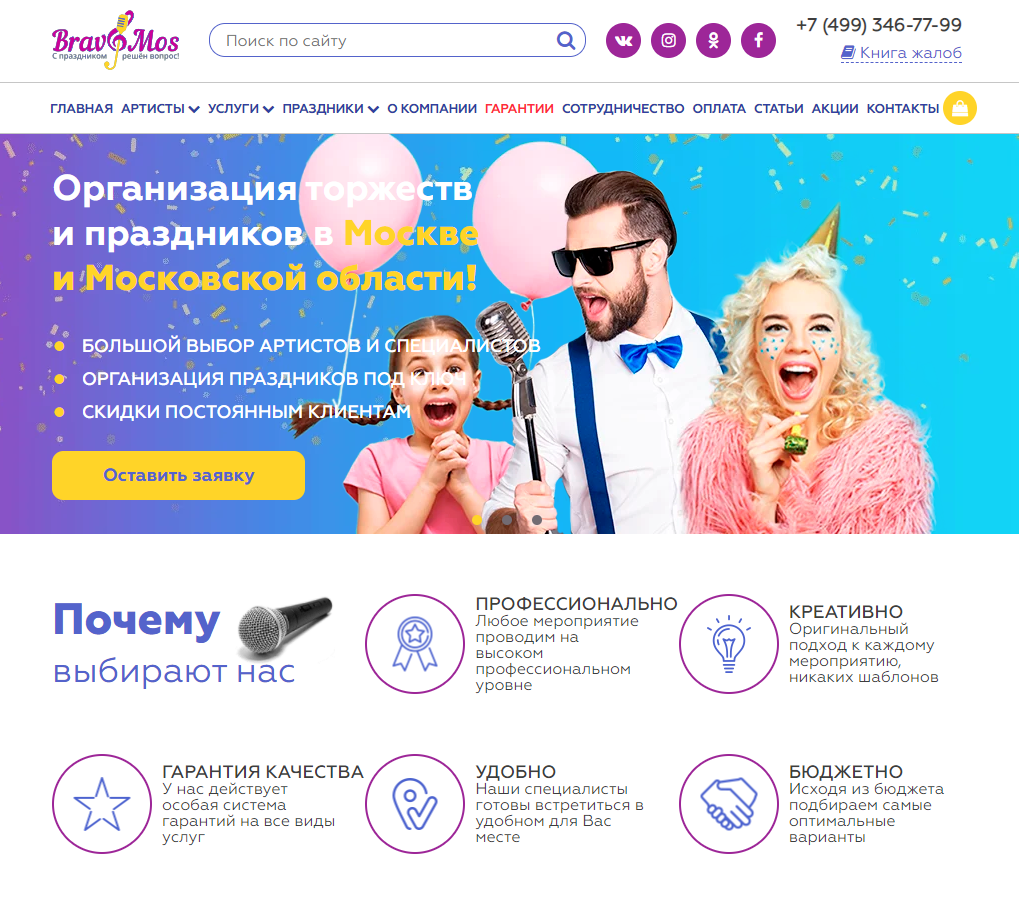 BravoMos
С праздником решён вопрос!
Поиск по сайту
+7 (499) 346-77-99
Книга жалоб
ГЛАВНАЯ АРТИСТЫ УСЛУГИ ПРАЗДНИКИ О КОМПАНИИ ГАРАНТИИ СОТРУДНИЧЕСТВО ОПЛАТА СТАТЬИ АКЦИИ КОНТАКТЫ
Организация торжеств
и праздников в Москве
и Московской области!
БОЛЬШОЙ ВЫБОР АРТИСТОВ И СПЕЦИАЛИСТОВ
ОРГАНИЗАЦИЯ ПРАЗДНИКОВ ПОД КЛЮЧ
СКИДКИ ПОСТОЯННЫМ КЛИЕНТАМ
Оставить заявку
Почему
выбирают нас
ПРОФЕССИОНАЛЬНО
Любое мероприятие
проводим на
высоком
профессиональном
уровне
КРЕАТИВНО
Оригинальный
подход к каждому
мероприятию,
никаких шаблонов
ГАРАНТИЯ КАЧЕСТВА
У нас действует
особая система
гарантий на все виды
услуг
УДОБНО
Наши специалисты
готовы встретиться в
удобном для Вас
месте
БЮДЖЕТНО
Исходя из бюджета
подбираем самые
оптимальные
варианты